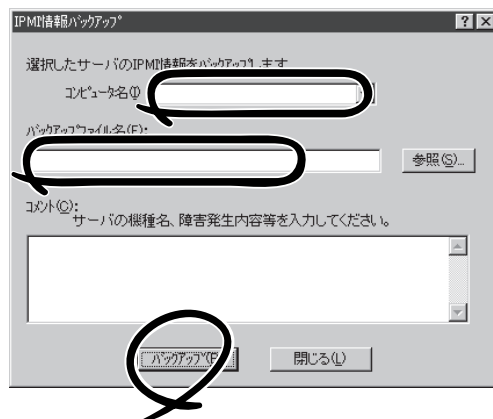 IPMI情報バックアップ
選択したサーバのIPMI情報をバックアップします
コンピュータ名(I)
バックアップファイル名(F):
参照(S)...
コメント(C):
サーバの機種名、障害発生内容等を入力してください。
バックアップ(
閉じる(L)